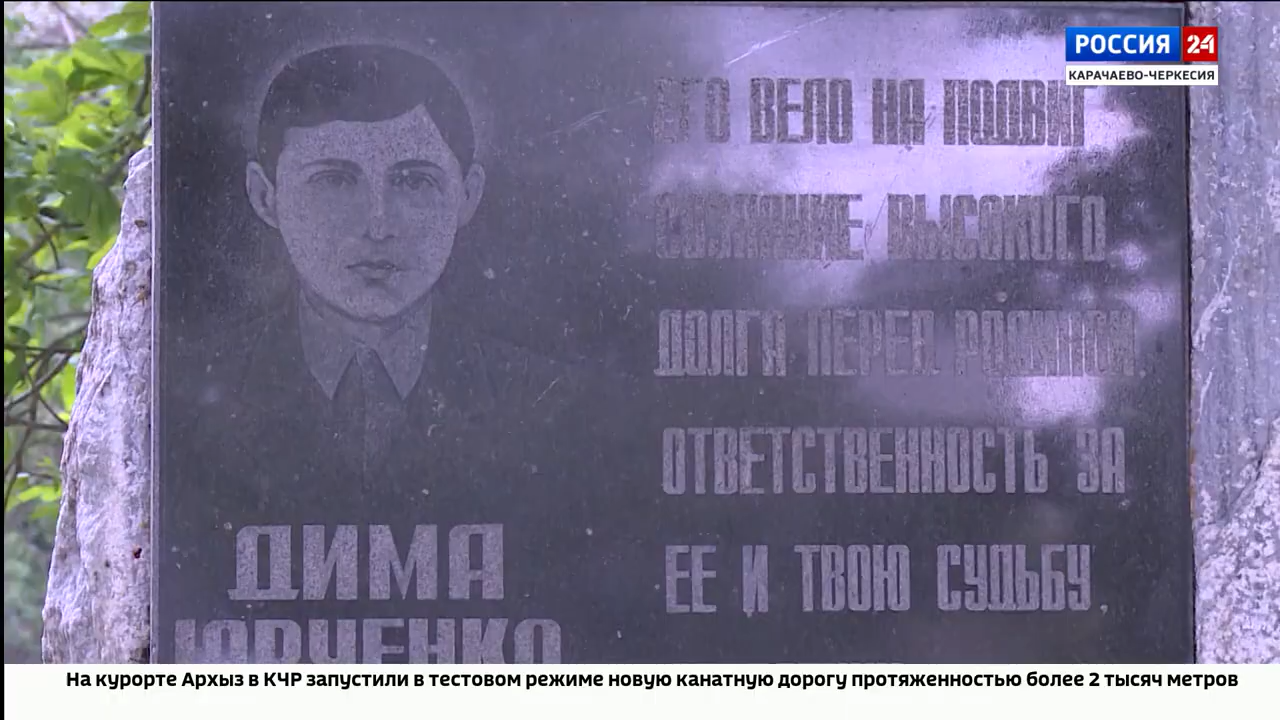 РОССИЯ 24
КАРАЧАЕВО-ЧЕРКЕСИЯ
ЕГО ВЕЛО НА ПОДВИГ
СОЗНАНИЕ ВЫСОКОГО
ДОЛГА ПЕРЕД РОДИНОЙ,
ОТВЕТСТВЕННОСТЬ ЗА
ЕЕ И ТВОЮ СУДЬБУ,
ДИМА
На курорте Архыз в КЧР запустили в тестовом режиме новую канатную дорогу протяженностью более 2 тысяч метров